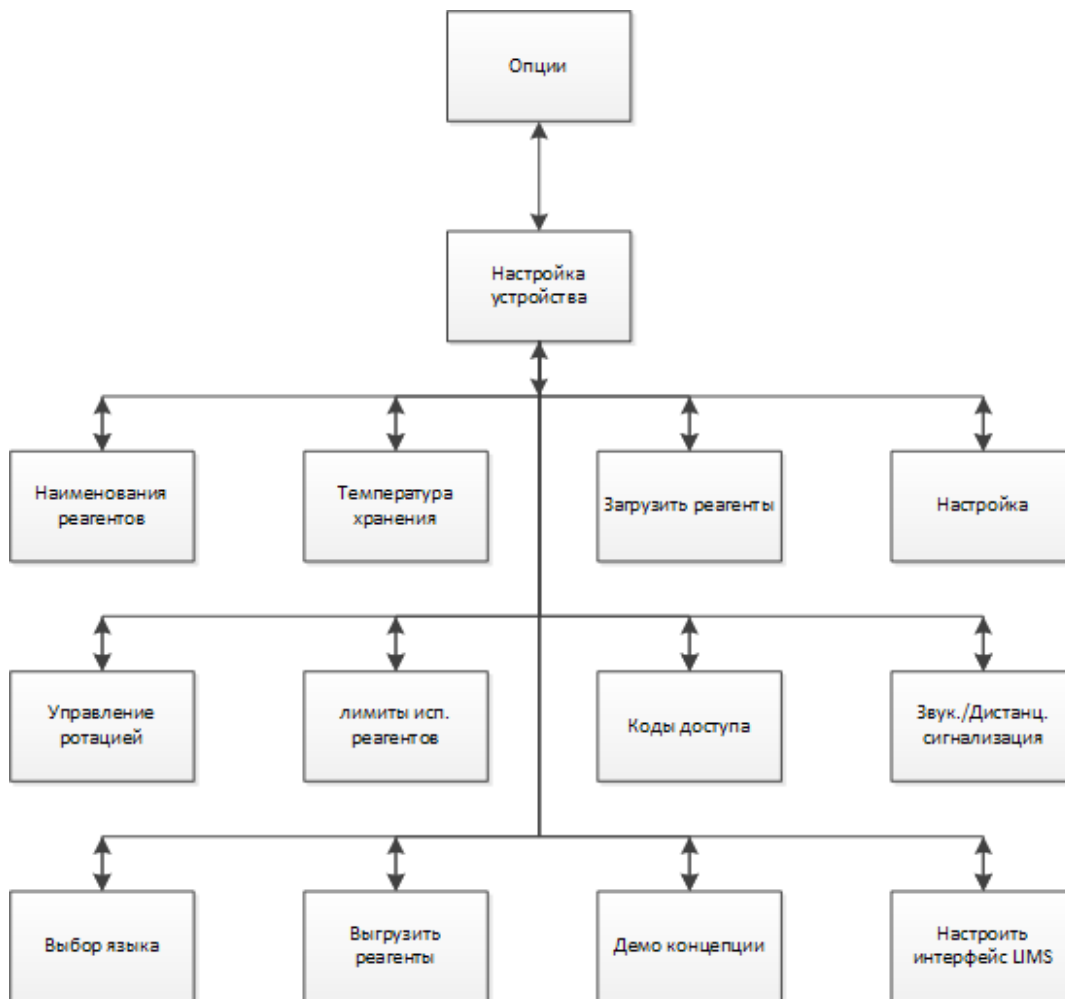 Опции
Настройка
устройства
Наименования
реагентов
Температура
хранения
Загрузить реагенты
Настройка
Управление
ротацией
лимиты исп.
реагентов
Коды доступа
Звук./Дистанц.
сигнализация
Выбор языка
Выгрузить
реагенты
Демо концепции
Настроить
интерфейс LIMS